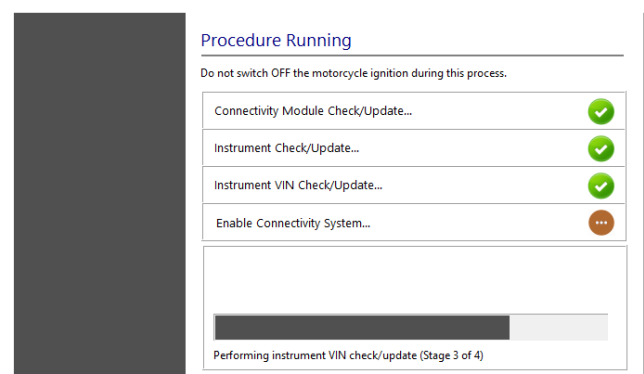 Procedure Running
Do not switch OFF the motorcycle ignition during this process.
Connectivity Module Check/Update...
Instrument Check/Update...
Instrument VIN Check/Update...
Enable Connectivity System...
Performing instrument VIN check/update (Stage 3 of 4)